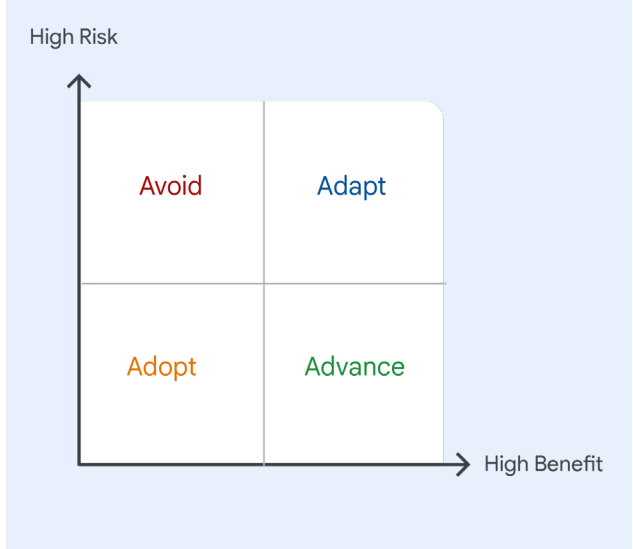 High Risk
Avoid
Adapt
Adopt
Advance
High Benefit